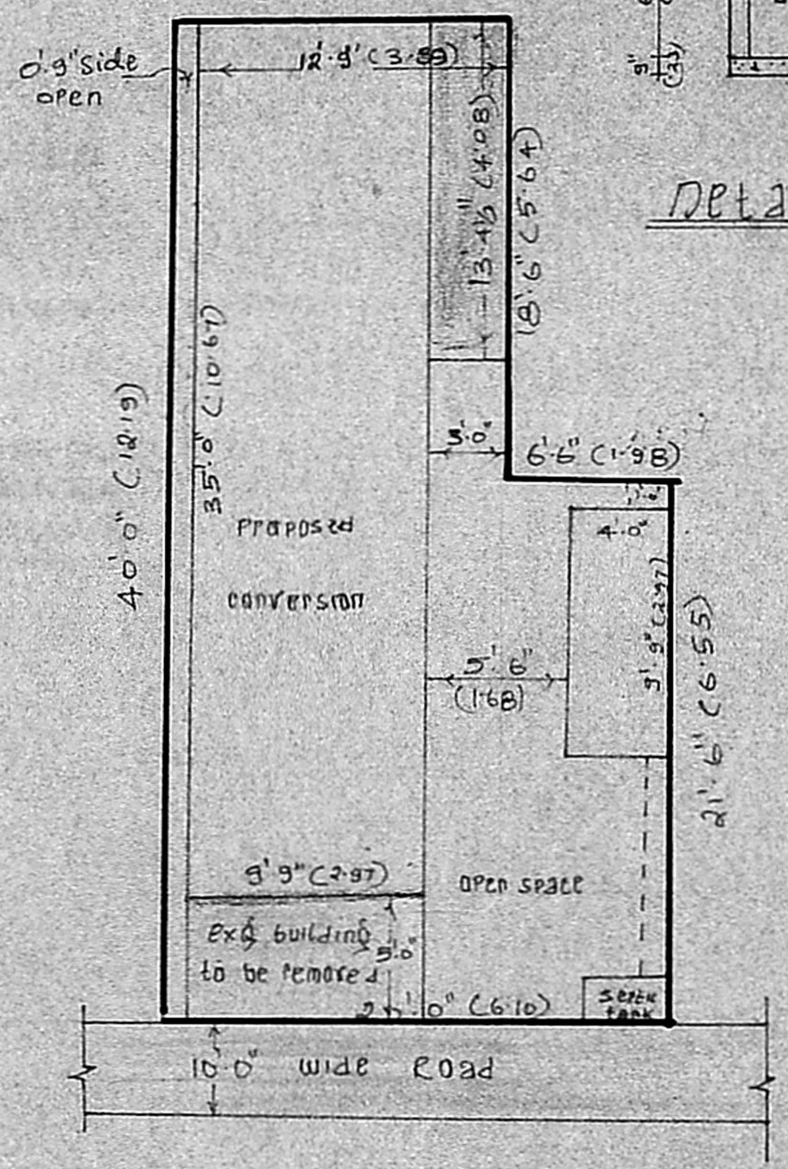 0'.9" side
open
12'.9' (3.89)
9"
13'.4½" (4.08)
18'.6" (5.64)
Deta
40'.0" (12.19)
35'.0" (10.67)
3'.0"
6'.6" (1.98)
1'.0"
4'.0"
proposed
conversion
9'.9" (2.97)
5'.6"
(1.68)
21'.6" (6.55)
9'9" (2.97)
open space
exg building
5'.0"
to be removed
(6.10)
septic
tank
10'.0" wide Road